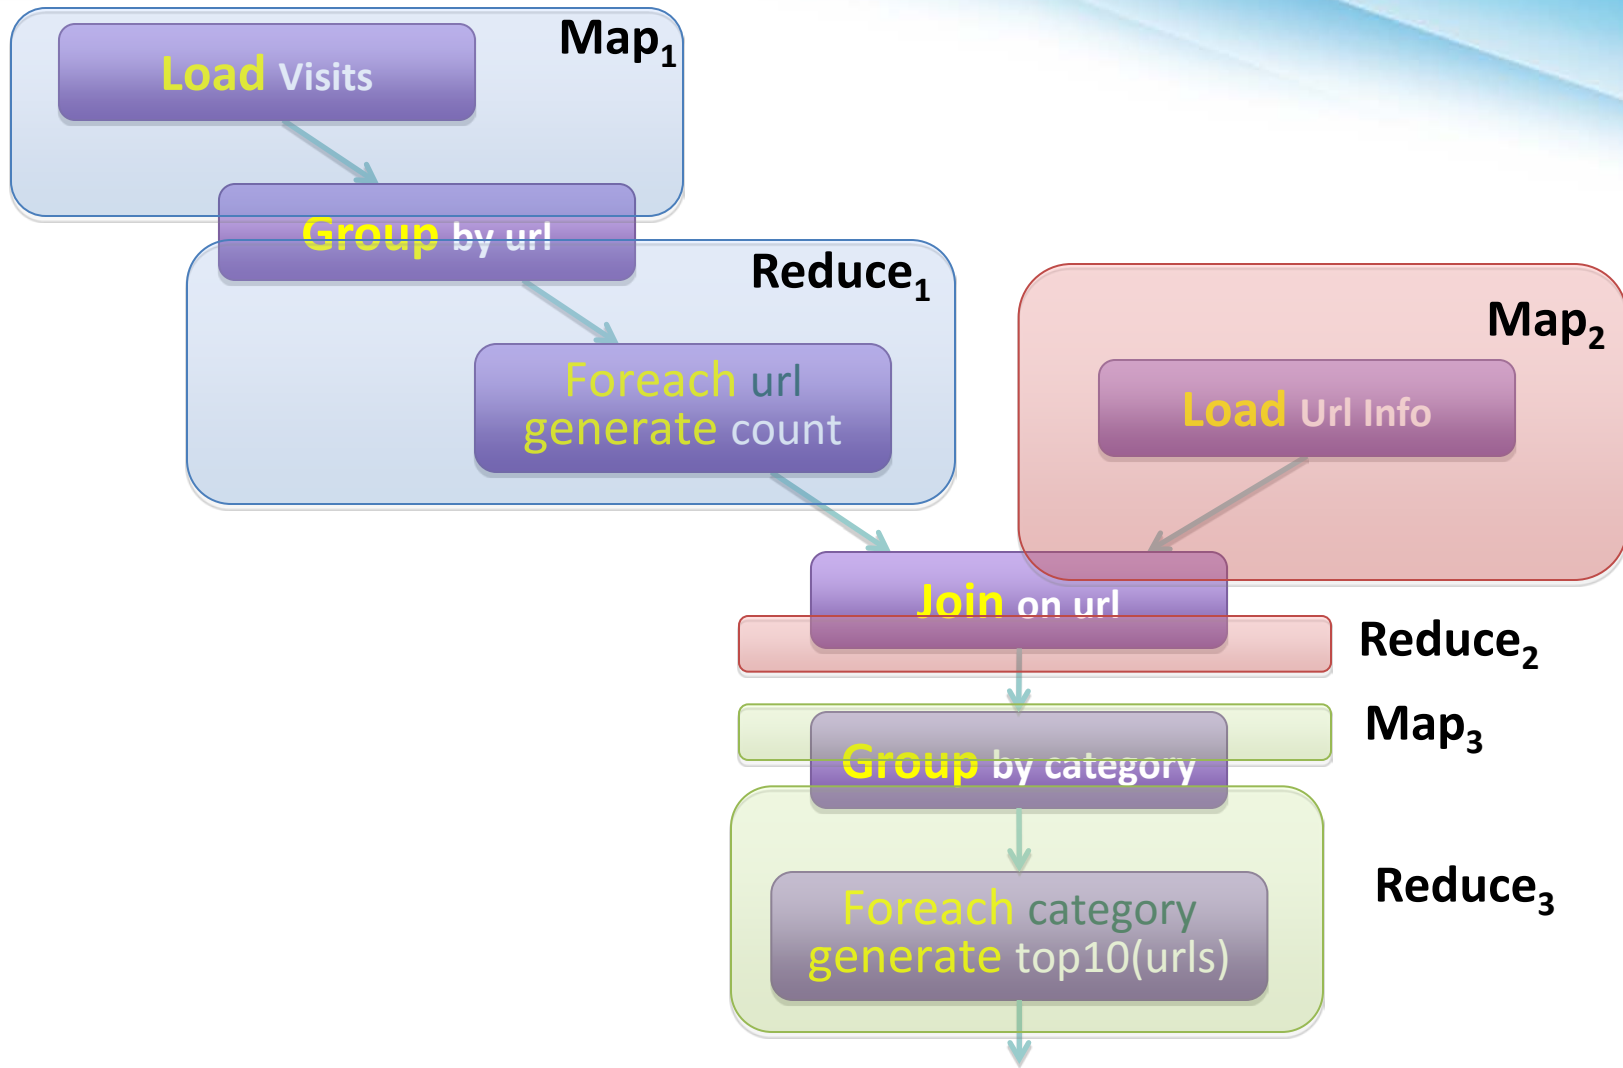 Map1
Load Visits
Group by url
Reduce1
Map2
Foreach url
generate count
Load Url Info
Join on url
Reduce2
Map3
Group by category
Reduce3
Foreach category
generate top10(urls)